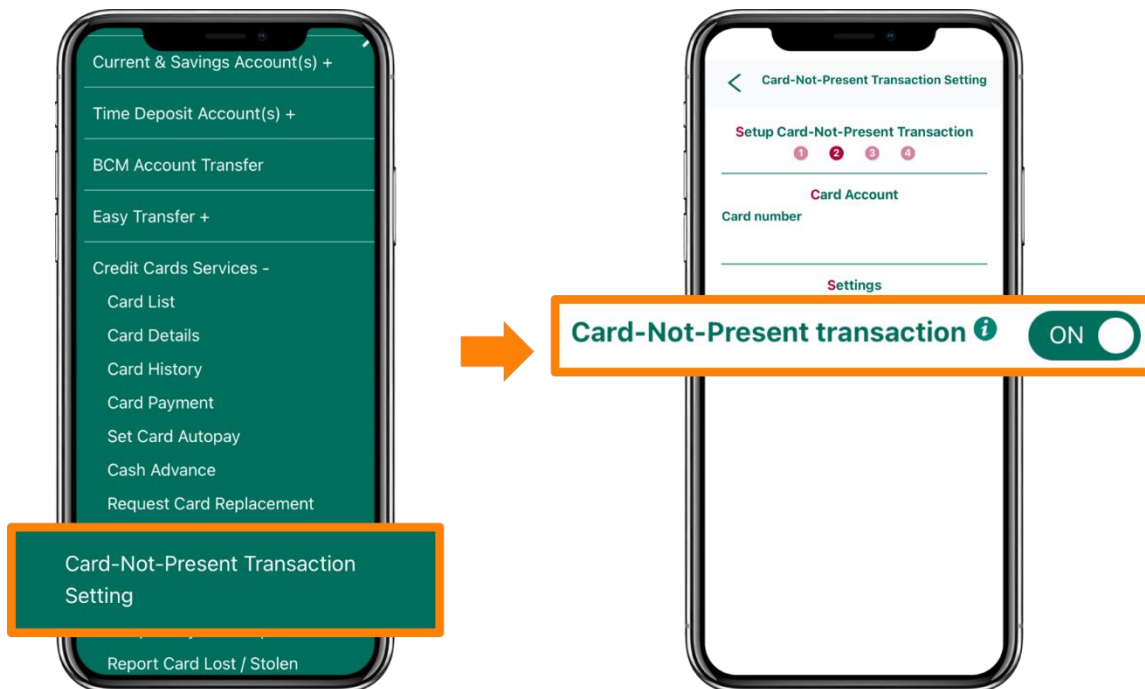 Current & Savings Account(s) +
Time Deposit Account(s) +
BCM Account Transfer
Easy Transfer +
Credit Cards Services -
Card List
Card Details
Card History
Card Payment
Set Card Autopay
Cash Advance
Request Card Replacement
Card-Not-Present Transaction
Setting
Report Card Lost / Stolen
Card-Not-Present Transaction Setting
Setup Card-Not-Present Transaction
1 2 3 4
Card Account
Card number
Settings
Card-Not-Present transaction i ON